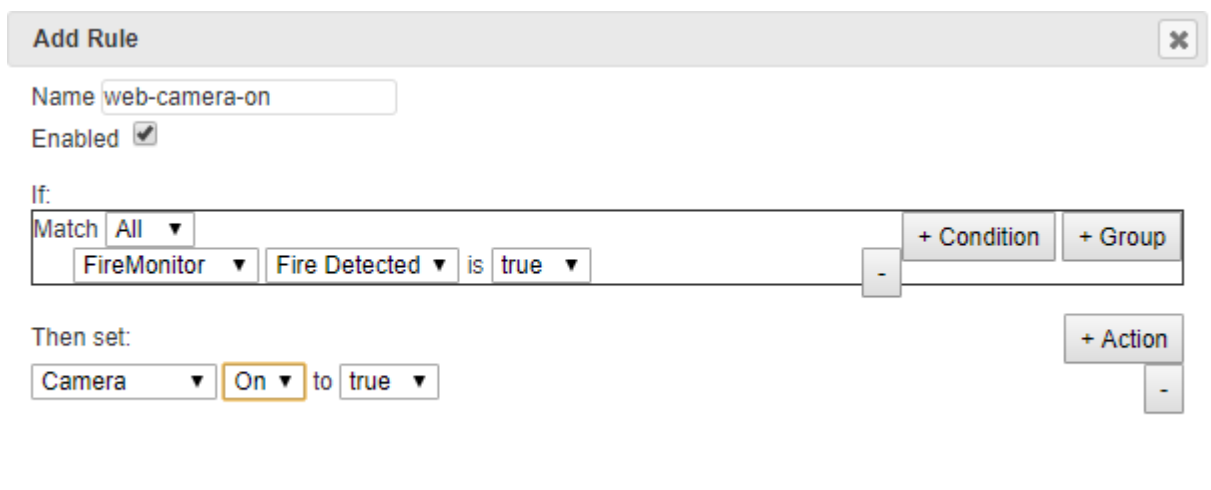 Add Rule
Name web-camera-on
Enabled
If:
Match All + Condition + Group
FireMonitor Fire Detected is true -
Then set: + Action
Camera On to true -